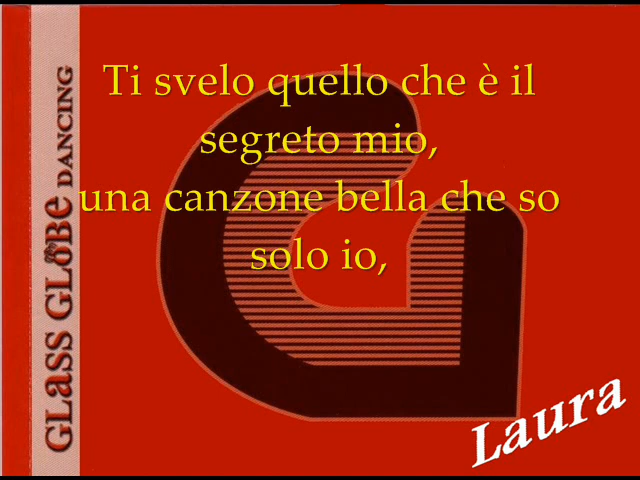 Ti svelo quello che è il
segreto mio,
una canzone bella che so
solo io,
GLaSS GLOBE DANCING
Laura